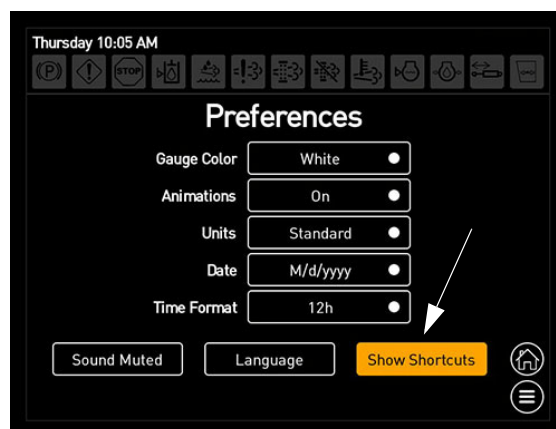 Thursday 10:05 AM
P STOP
Preferences
Gauge Color White
Animations On
Units Standard
Date M/d/yyyy
Time Format 12h
Sound Muted Language Show Shortcuts